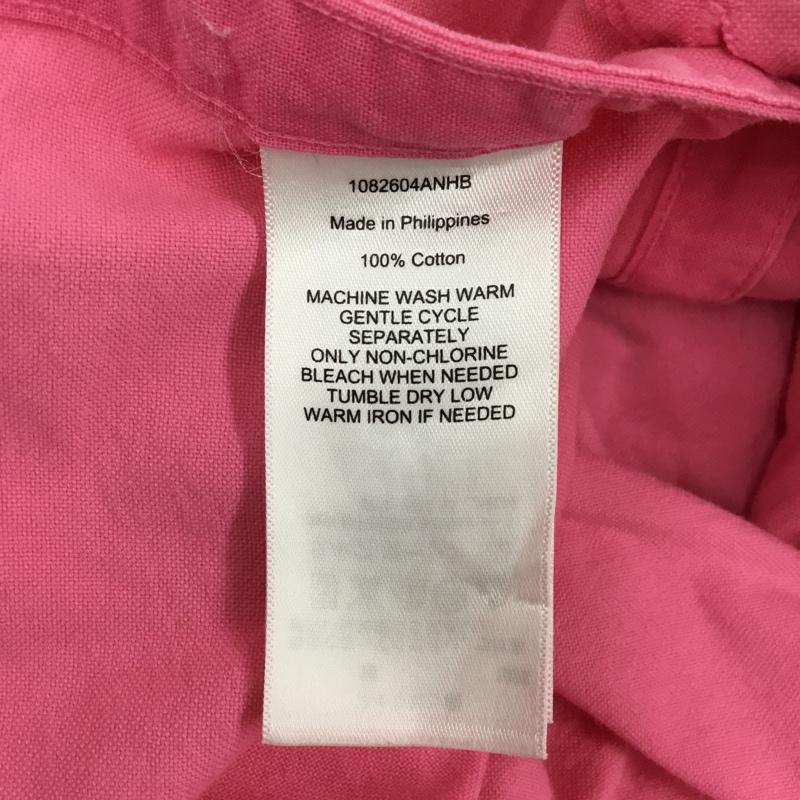 1082604ANHB
Made in Philippines
100% Cotton
MACHINE WASH WARM
GENTLE CYCLE
SEPARATELY
ONLY NON-CHLORINE
BLEACH WHEN NEEDED
TUMBLE DRY LOW
WARM IRON IF NEEDED